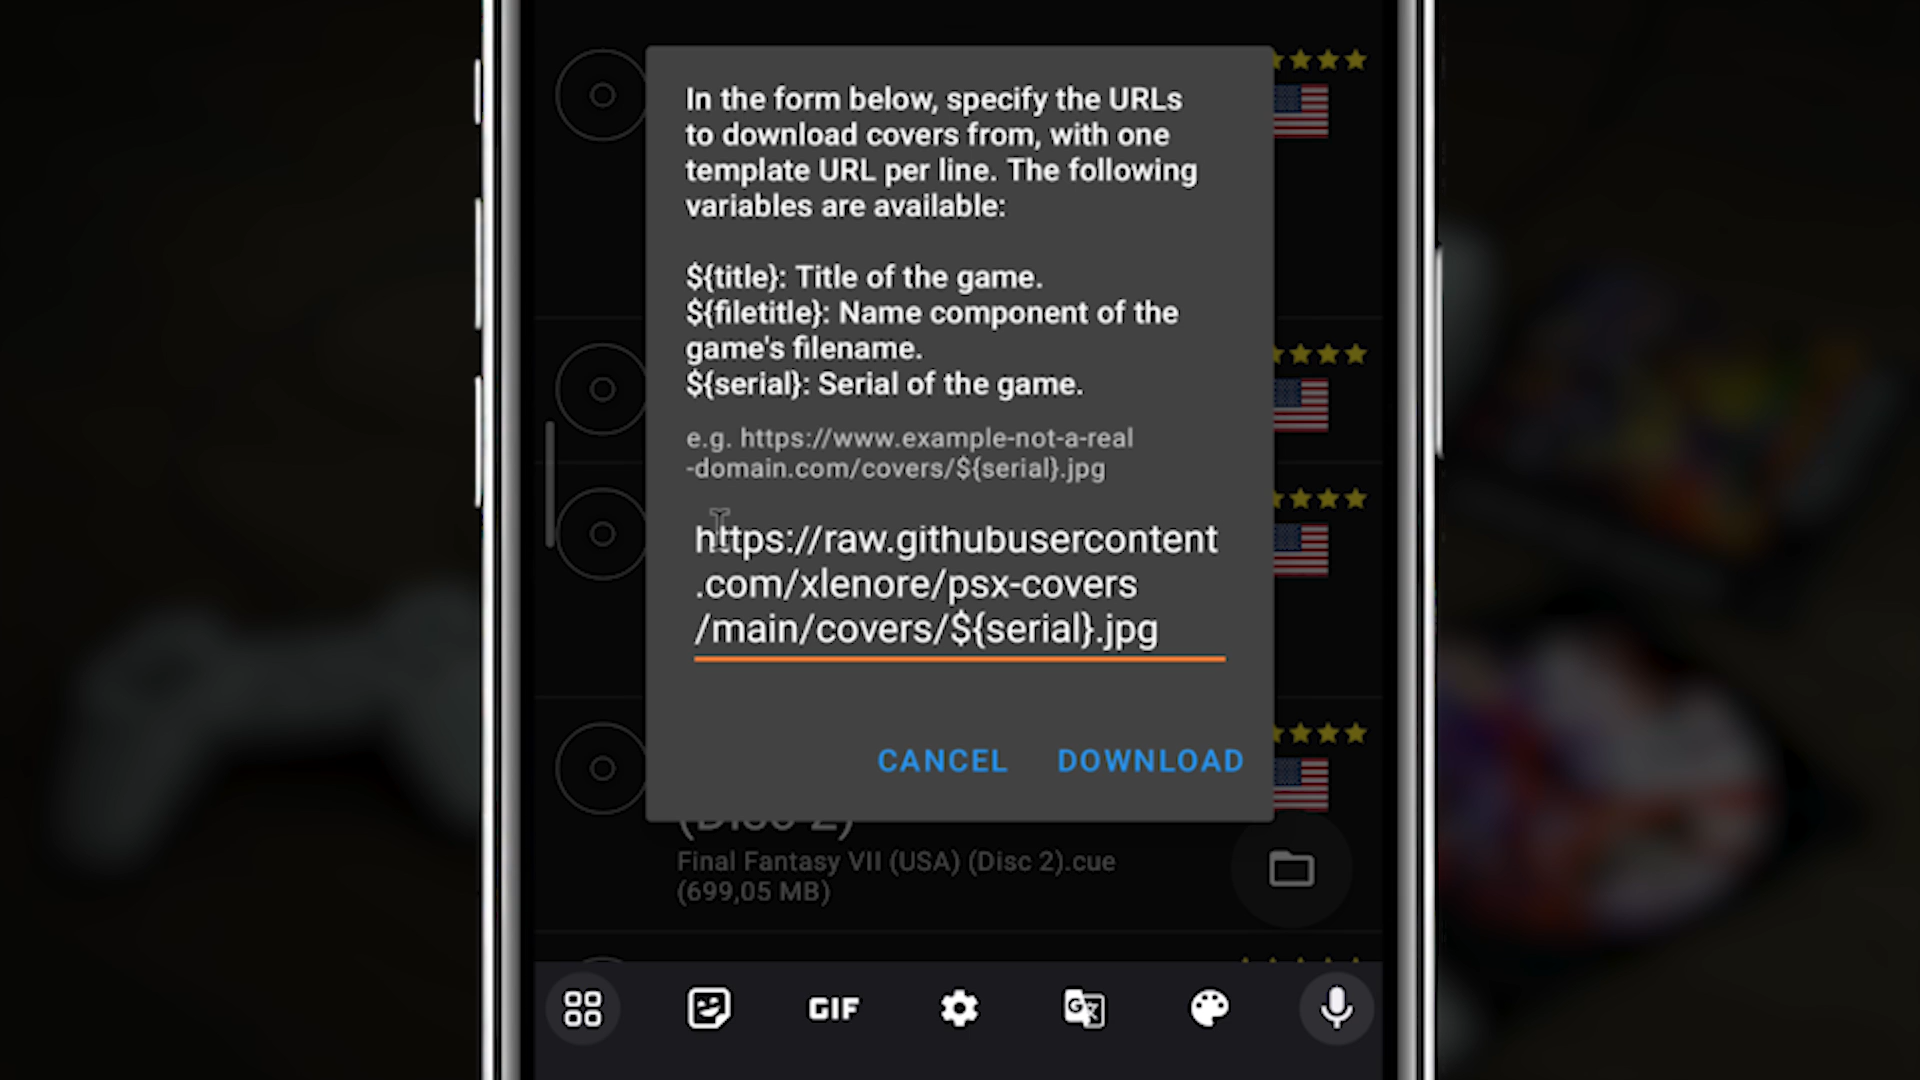 In the form below, specify the URLs
to download covers from, with one
template URL per line. The following
variables are available:
${title}: Title of the game.
${filetitle}: Name component of the
game's filename.
${serial}: Serial of the game.
e.g. https://www.example-not-a-real
-domain.com/covers/${serial}.jpg
https://raw.githubusercontent
.com/xlenore/psx-covers
/main/covers/${serial}.jpg
CANCEL DOWNLOAD
(Disc 2)
Final Fantasy VII (USA) (Disc 2).cue
(699,05 MB)
GIF